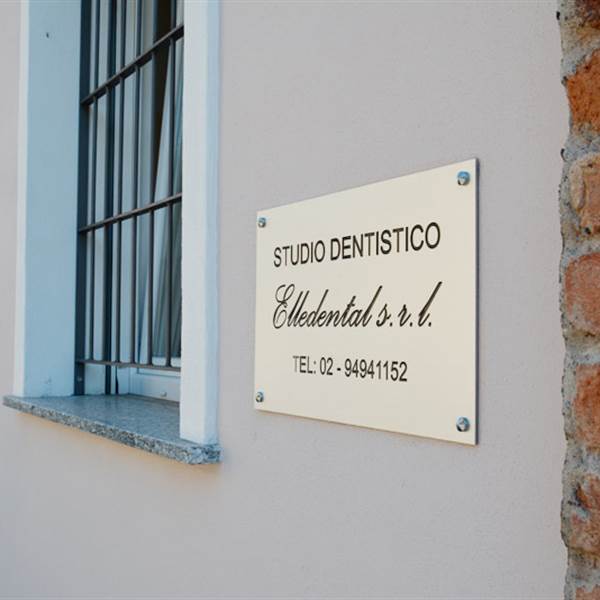 STUDIO DENTISTICO
Elledental s.r.l.
TEL: 02 - 94941152